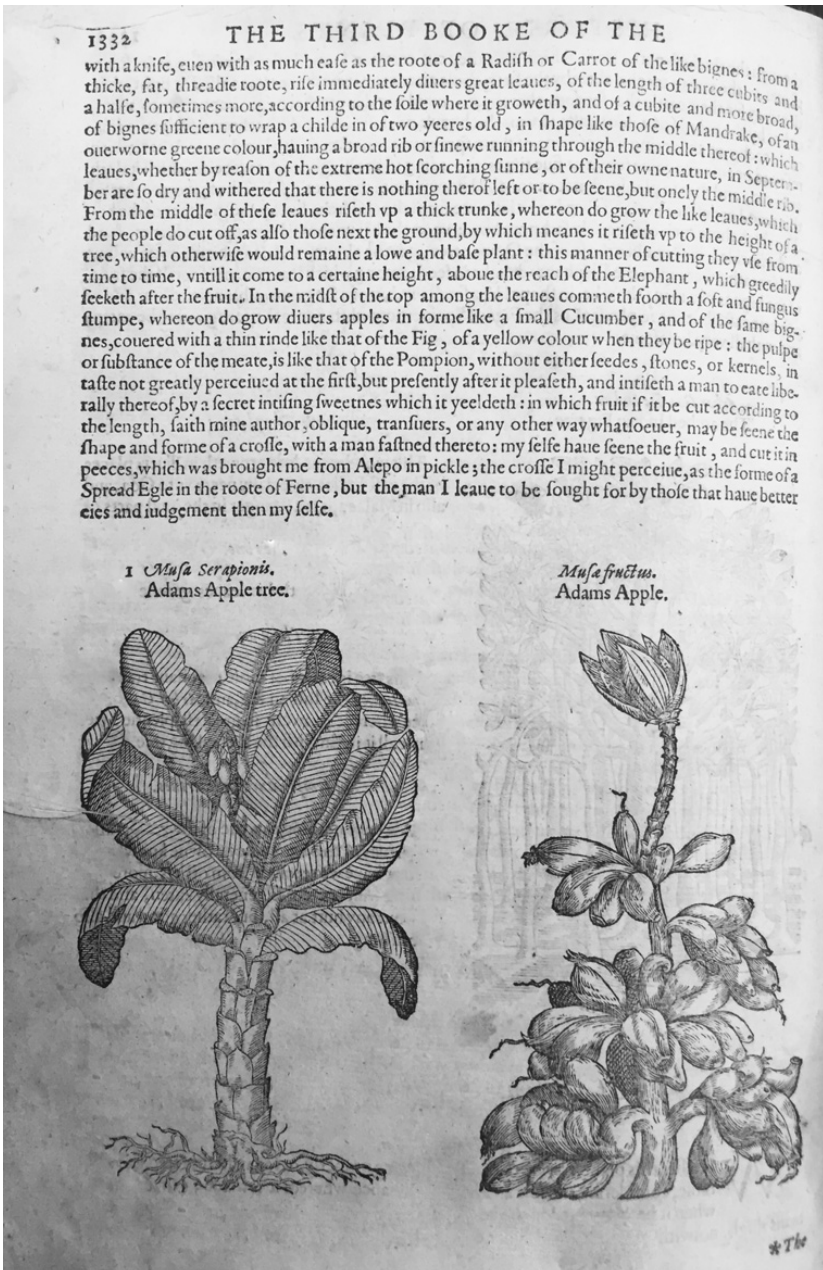 1332 THE THIRD BOOKE OF THE
with a knife, euen with as much eaſe as the roote of a Radiſh or Carrot of the like bignes: from a
thicke, fat, threadie roote, riſe immediately diuers great leaues, of the length of three cubits and
a halfe, ſometimes more, according to the ſoile where it groweth, and of a cubite and more broad,
of bignes ſufficient to wrap a childe in of two yeeres old, in ſhape like thoſe of Mandrake, of an
ouerworne greene colour, hauing a broad rib or ſinewe running through the middle thereof: which
leaues, whether by reaſon of the extreme hot ſcorching ſunne, or of their owne nature, in Septem-
ber are ſo dry and withered that there is nothing therof left or to be ſeene, but onely the middle rib.
From the middle of theſe leaues riſeth vp a thick trunke, whereon do grow the like leaues, which
the people do cut off, as alſo thoſe next the ground, by which meanes it riſeth vp to the height of a
tree, which otherwiſe would remaine a lowe and baſe plant: this manner of cutting they vſe from
time to time, vntill it come to a certaine height, aboue the reach of the Elephant, which greedily
ſeeketh after the fruit. In the midſt of the top among the leaues commeth foorth a ſoft and fungus
ſtumpe, whereon do grow diuers apples in forme like a ſmall Cucumber, and of the ſame big-
nes, couered with a thin rinde like that of the Fig, of a yellow colour when they be ripe: the pulpe
or ſubſtance of the meate, is like that of the Pompion, without either ſeedes, ſtones, or kernels, in
taſte not greatly perceiued at the firſt, but preſently after it pleaſeth, and intiſeth a man to eate libe-
rally thereof, by a ſecret intiſing ſweetnes which it yeeldeth: in which fruit if it be cut according to
the length, ſaith mine author, oblique, tranſuers, or any other way whatſoeuer, may be ſeene the
ſhape and forme of a croſſe, with a man faſtned thereto: my ſelfe haue ſeene the fruit, and cut it in
peeces, which was brought me from Alepo in pickle; the croſſe I might perceiue, as the forme of a
Spread Egle in the roote of Ferne, but the man I leaue to be ſought for by thoſe that haue better
eies and iudgement then my ſelfe.
1 Muſa Serapionis.
Adams Apple tree.
Muſæ fructus.
Adams Apple.
* The